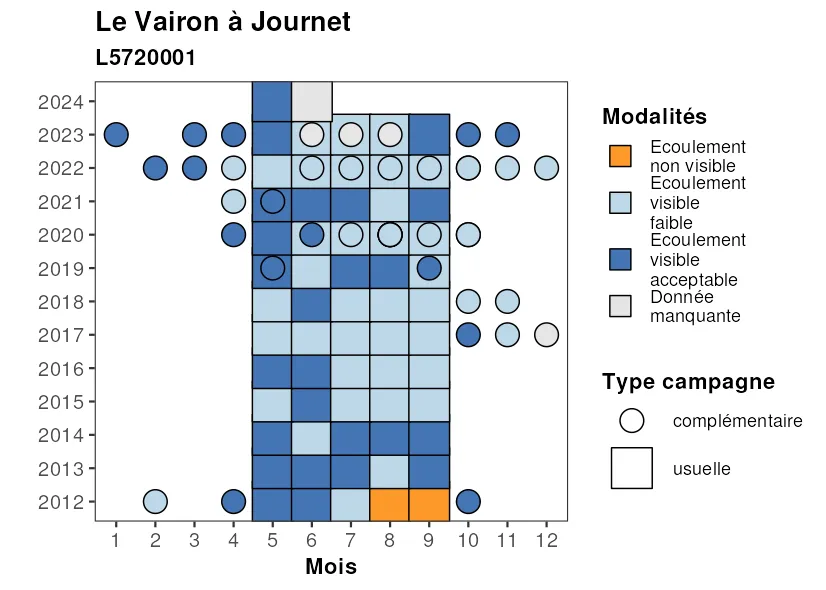 Le Vairon à Journet
L5720001
2024
2023
2022
2021
2020
2019
2018
2017
2016
2015
2014
2013
2012
1 2 3 4 5 6 7 8 9 10 11 12
Mois
Modalités
Ecoulement
non visible
Ecoulement
visible
faible
Ecoulement
visible
acceptable
Donnée
manquante
Type campagne
complémentaire
usuelle